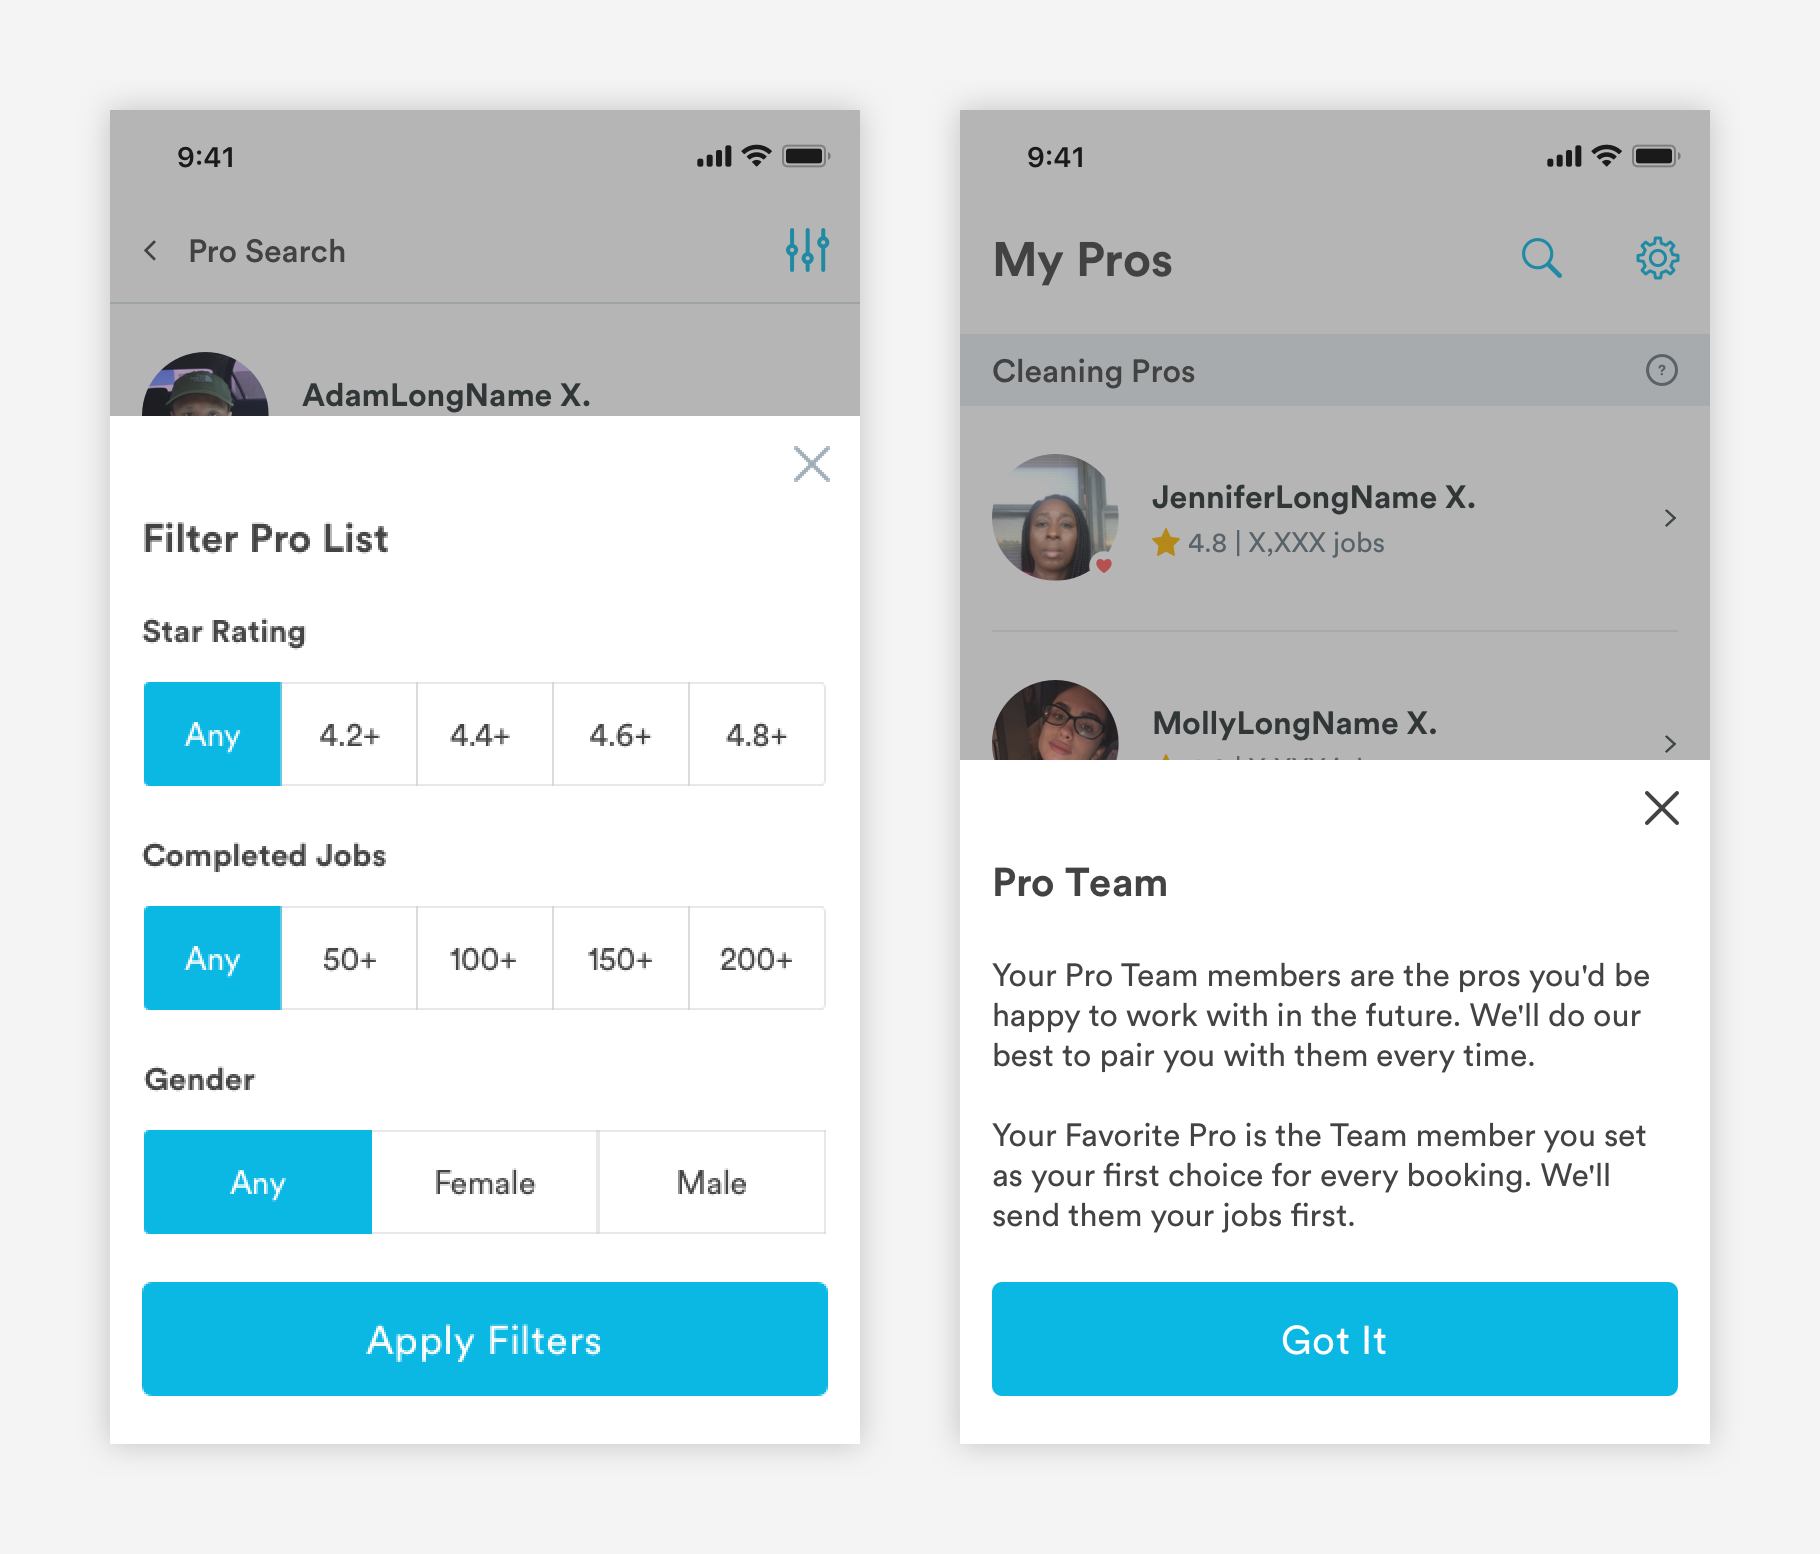 9:41
Pro Search
AdamLongName X.
Filter Pro List
Star Rating
Any 4.2+ 4.4+ 4.6+ 4.8+
Completed Jobs
Any 50+ 100+ 150+ 200+
Gender
Any Female Male
Apply Filters
9:41
My Pros
Cleaning Pros ?
JenniferLongName X.
4.8 | X,XXX jobs
MollyLongName X.
Pro Team
Your Pro Team members are the pros you'd be
happy to work with in the future. We'll do our
best to pair you with them every time.
Your Favorite Pro is the Team member you set
as your first choice for every booking. We'll
send them your jobs first.
Got It